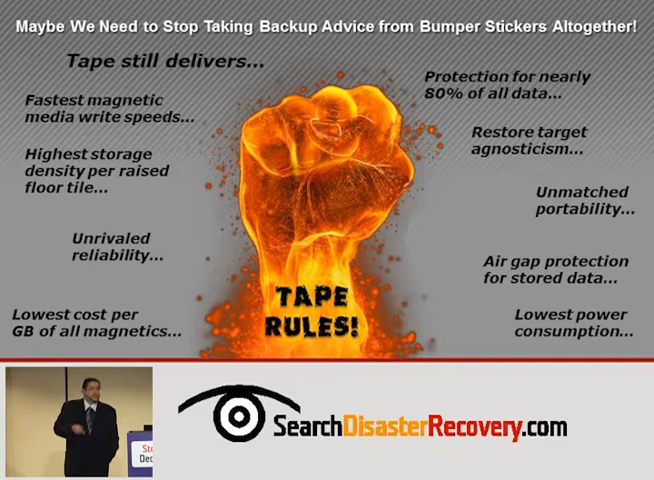 Maybe We Need to Stop Taking Backup Advice from Bumper Stickers Altogether!
Tape still delivers...
Fastest magnetic
media write speeds...
Highest storage
density per raised
floor tile...
Unrivaled
reliability...
Lowest cost per
GB of all magnetics...
Protection for nearly
80% of all data...
Restore target
agnosticism...
Unmatched
portability...
Air gap protection
for stored data...
Lowest power
consumption...
TAPE
RULES!
Sto
Dec
SearchDisasterRecovery.com